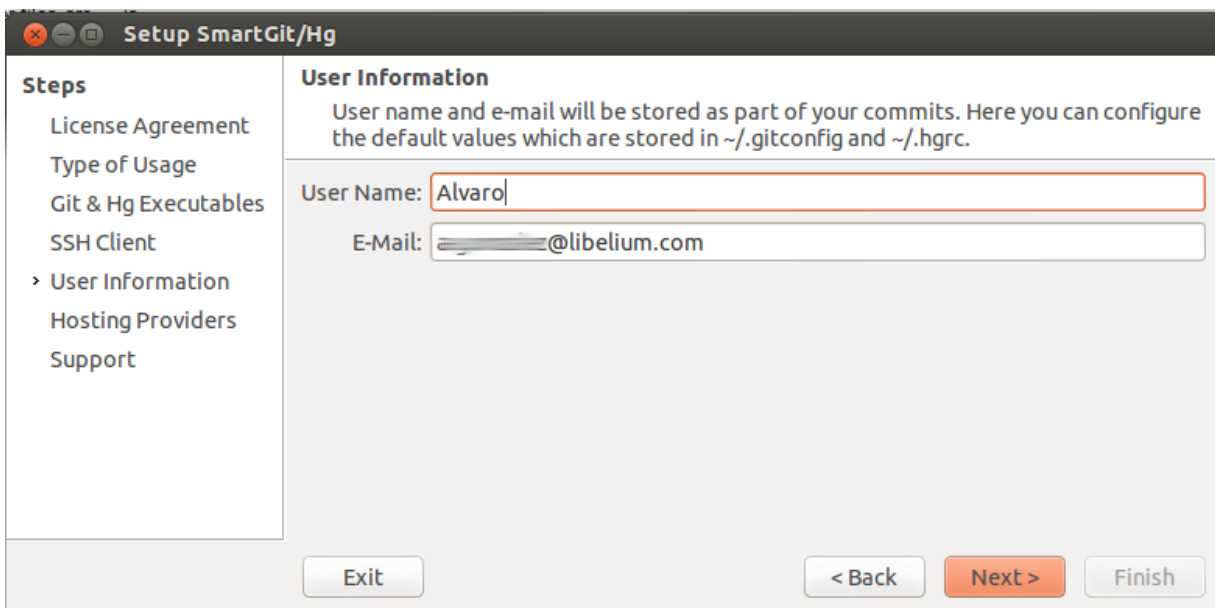 Setup SmartGit/Hg
Steps
License Agreement
Type of Usage
Git & Hg Executables
SSH Client
› User Information
Hosting Providers
Support
User Information
User name and e-mail will be stored as part of your commits. Here you can configure
the default values which are stored in ~/.gitconfig and ~/.hgrc.
User Name: Alvaro
E-Mail: @libelium.com
Exit
< Back
Next >
Finish